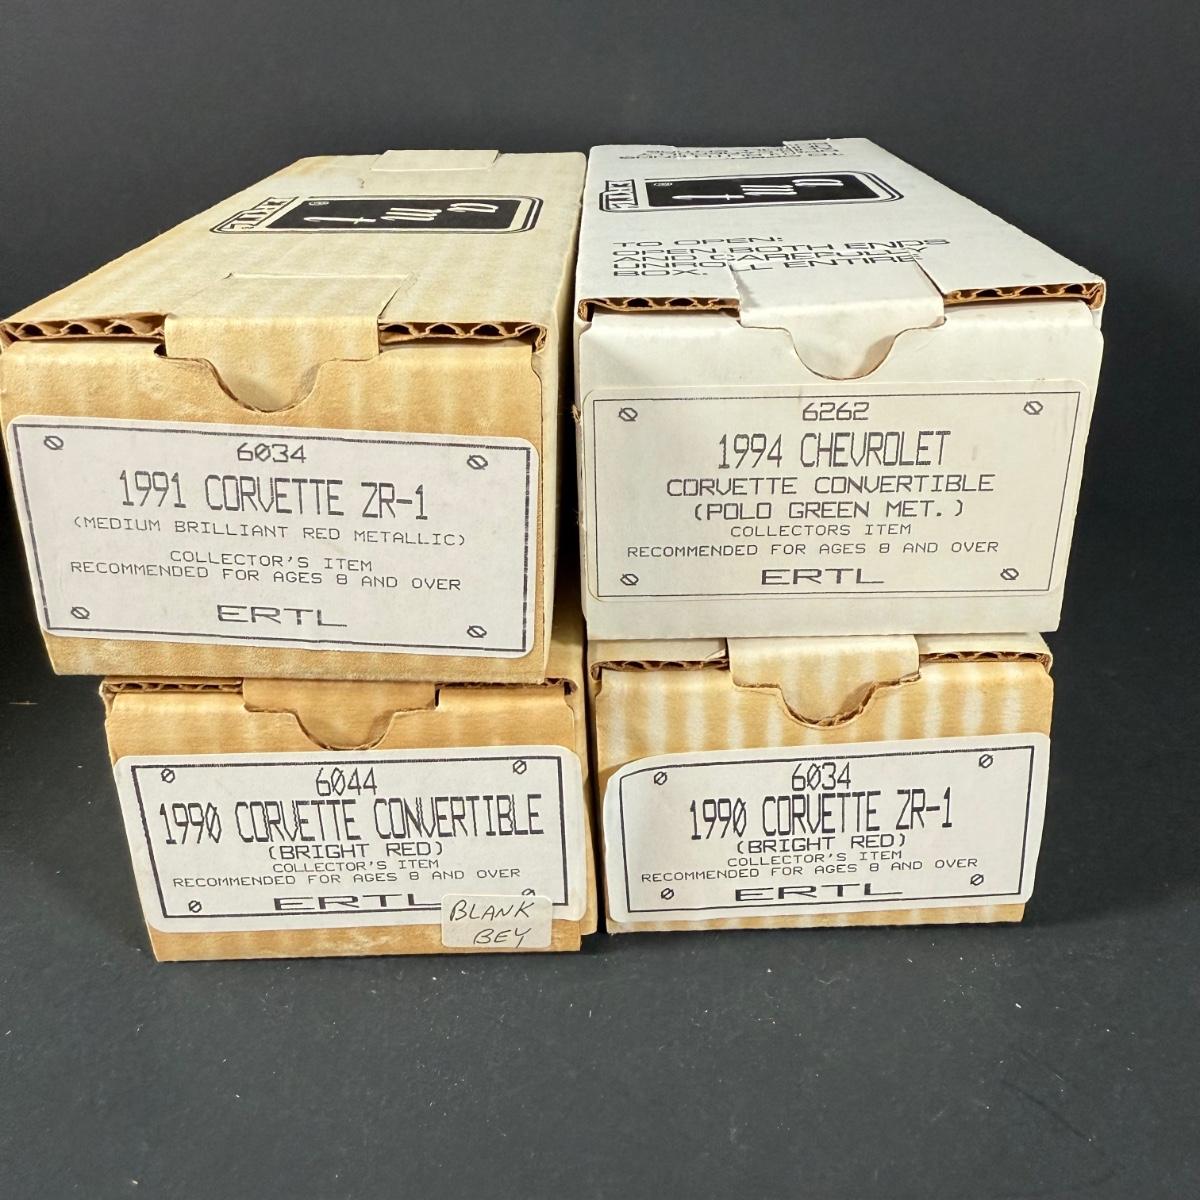 ERTL
amt
®
6034
1991 CORVETTE ZR-1
(MEDIUM BRILLIANT RED METALLIC)
COLLECTOR'S ITEM
RECOMMENDED FOR AGES 8 AND OVER
ERTL
ERTL
amt
®
TO OPEN:
OPEN BOTH ENDS
AND CAREFULLY
UNROLL ENTIRE
BOX.
6262
1994 CHEVROLET
CORVETTE CONVERTIBLE
(POLO GREEN MET.)
COLLECTORS ITEM
RECOMMENDED FOR AGES 8 AND OVER
ERTL
6044
1990 CORVETTE CONVERTIBLE
(BRIGHT RED)
COLLECTOR'S ITEM
RECOMMENDED FOR AGES 8 AND OVER
ERTL
BLANK
BEY
6034
1990 CORVETTE ZR-1
(BRIGHT RED)
COLLECTOR'S ITEM
RECOMMENDED FOR AGES 8 AND OVER
ERTL